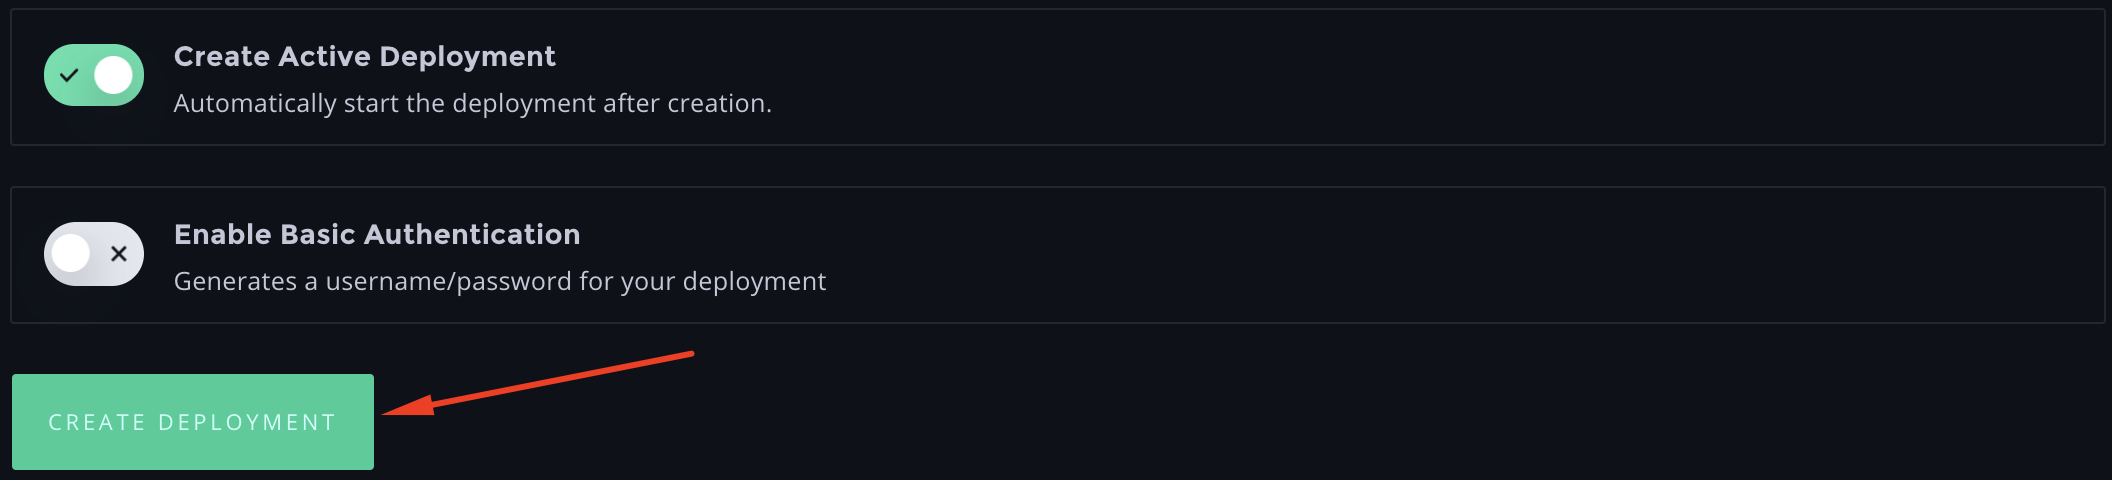 Create Active Deployment
Automatically start the deployment after creation.
Enable Basic Authentication
Generates a username/password for your deployment
CREATE DEPLOYMENT